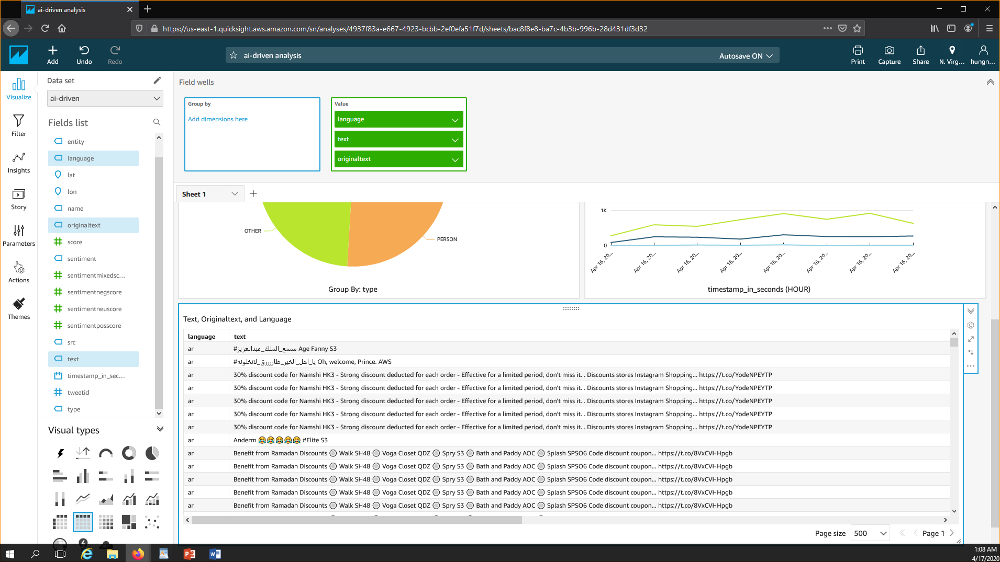 ai-driven analysis
https://us-east-1.quicksight.aws.amazon.com/sn/analyses/4937f83a-e667-4923-bcbb-2ef0efa51f7d/sheets/bac8f8e8-ba7c-4b3b-996b-28d431df3d32
Add
Undo
Redo
ai-driven analysis
Autosave ON
Print
Capture
Share
N. Virg...
hungn...
Visualize
Filter
Insights
Story
Parameters
Actions
Themes
Data set
ai-driven
Fields list
entity
language
lat
lon
name
originaltext
score
sentiment
sentimentmixedsc...
sentimentnegscore
sentimentneuscore
sentimentposscore
src
text
timestamp_in_sec...
tweetid
type
Visual types
Field wells
Group by
Add dimensions here
Value
language
text
originaltext
Sheet 1
OTHER
PERSON
Group By: type
1K
0
Apr 16, 20...
Apr 16, 20...
Apr 16, 20...
Apr 16, 20...
Apr 16, 20...
Apr 16, 20...
Apr 16, 20...
Apr 16, 20...
timestamp_in_seconds (HOUR)
Text, Originaltext, and Language
language text
ar #مممع_الملك_عبدالعزيز Age Fanny S3
ar #يا_اهل_الخير_طاررررق_لاتخلونه Oh, welcome, Prince. AWS
ar 30% discount code for Namshi HK3 - Strong discount deducted for each order - Effective for a limited period, don't miss it. . Discounts stores Instagram Shopping... https://t.co/YodeNPEYTP
ar 30% discount code for Namshi HK3 - Strong discount deducted for each order - Effective for a limited period, don't miss it. . Discounts stores Instagram Shopping... https://t.co/YodeNPEYTP
ar 30% discount code for Namshi HK3 - Strong discount deducted for each order - Effective for a limited period, don't miss it. . Discounts stores Instagram Shopping... https://t.co/YodeNPEYTP
ar 30% discount code for Namshi HK3 - Strong discount deducted for each order - Effective for a limited period, don't miss it. . Discounts stores Instagram Shopping... https://t.co/YodeNPEYTP
ar 30% discount code for Namshi HK3 - Strong discount deducted for each order - Effective for a limited period, don't miss it. . Discounts stores Instagram Shopping... https://t.co/YodeNPEYTP
ar Anderm 😭😭😭😭😭 #Elite S3
ar Benefit from Ramadan Discounts ⚪ Walk SH48 ⚪ Voga Closet QDZ ⚪ Spry S3 ⚪ Bath and Paddy AOC ⚪ Splash SPSO6 Code discount coupon... https://t.co/8VxCVHHpgb
ar Benefit from Ramadan Discounts ⚪ Walk SH48 ⚪ Voga Closet QDZ ⚪ Spry S3 ⚪ Bath and Paddy AOC ⚪ Splash SPSO6 Code discount coupon... https://t.co/8VxCVHHpgb
ar Benefit from Ramadan Discounts ⚪ Walk SH48 ⚪ Voga Closet QDZ ⚪ Spry S3 ⚪ Bath and Paddy AOC ⚪ Splash SPSO6 Code discount coupon... https://t.co/8VxCVHHpgb
ar Benefit from Ramadan Discounts ⚪ Walk SH48 ⚪ Voga Closet QDZ ⚪ Spry S3 ⚪ Bath and Paddy AOC ⚪ Splash SPSO6 Code discount coupon... https://t.co/8VxCVHHpgb
ar Benefit from Ramadan Discounts ⚪ Walk SH48 ⚪ Voga Closet QDZ ⚪ Spry S3 ⚪ Bath and Paddy AOC ⚪ Splash SPSO6 Code discount coupon... https://t.co/8VxCVHHpgb
Page size 500 Page 1
1:08 AM
4/17/2020